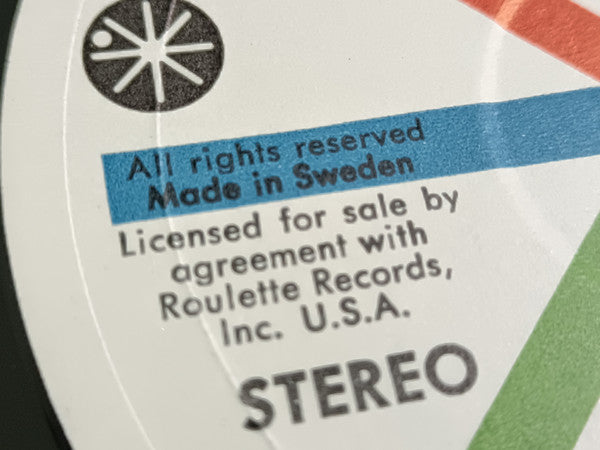 All rights reserved
Made in Sweden
Licensed for sale by
agreement with
Roulette Records,
Inc. U.S.A.
STEREO